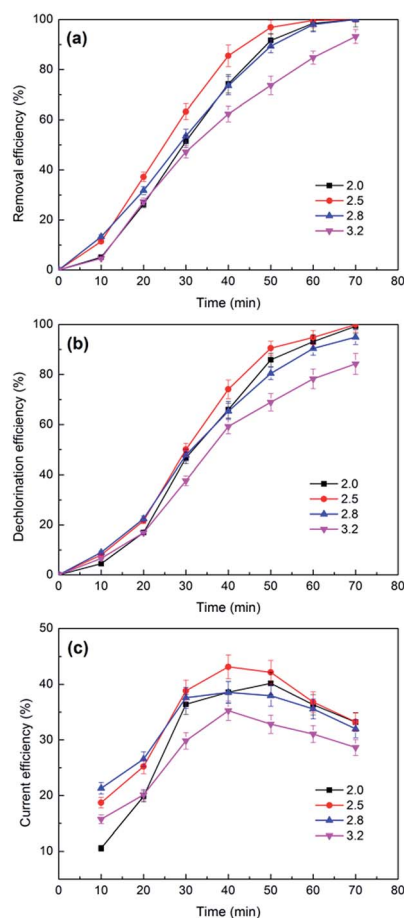 (a)
Removal efficiency (%)
100
80
60
40
20
0
2.0
2.5
2.8
3.2
0 10 20 30 40 50 60 70 80
Time (min)
(b)
Dechlorination efficiency (%)
100
80
60
40
20
0
2.0
2.5
2.8
3.2
0 10 20 30 40 50 60 70 80
Time (min)
(c)
Current efficiency (%)
50
40
30
20
10
2.0
2.5
2.8
3.2
0 10 20 30 40 50 60 70 80
Time (min)